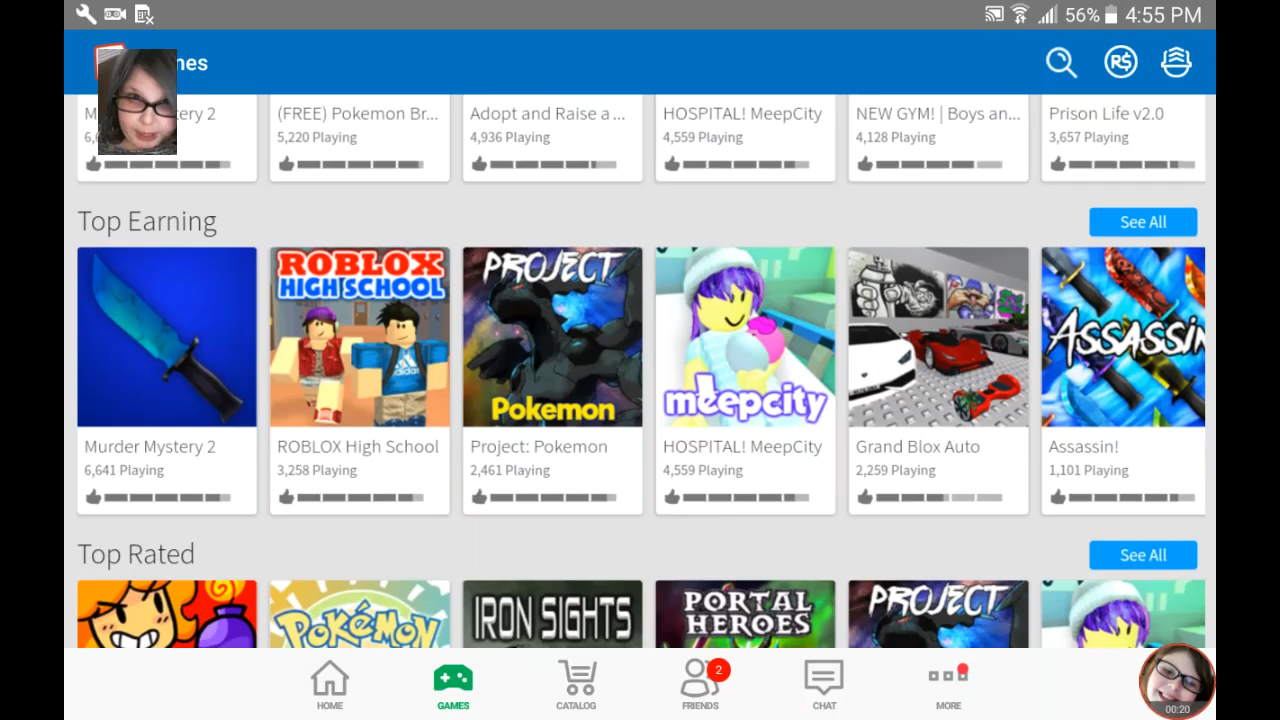 56% 4:55 PM
mes
R$
M tery 2
(FREE) Pokemon Br...
Adopt and Raise a ...
HOSPITAL! MeepCity
NEW GYM! | Boys an...
Prison Life v2.0
5,220 Playing
4,936 Playing
4,559 Playing
4,128 Playing
3,657 Playing
Top Earning
See All
ROBLOX
HIGH SCHOOL
adidas
PROJECT
Pokemon
meepcity
ASSASSIN
Murder Mystery 2
ROBLOX High School
Project: Pokemon
HOSPITAL! MeepCity
Grand Blox Auto
Assassin!
6,641 Playing
3,258 Playing
2,461 Playing
4,559 Playing
2,259 Playing
1,101 Playing
Top Rated
See All
POKéMON
IRON SIGHTS
PORTAL
HEROES
PROJECT
2
HOME
GAMES
CATALOG
FRIENDS
CHAT
MORE
00:20